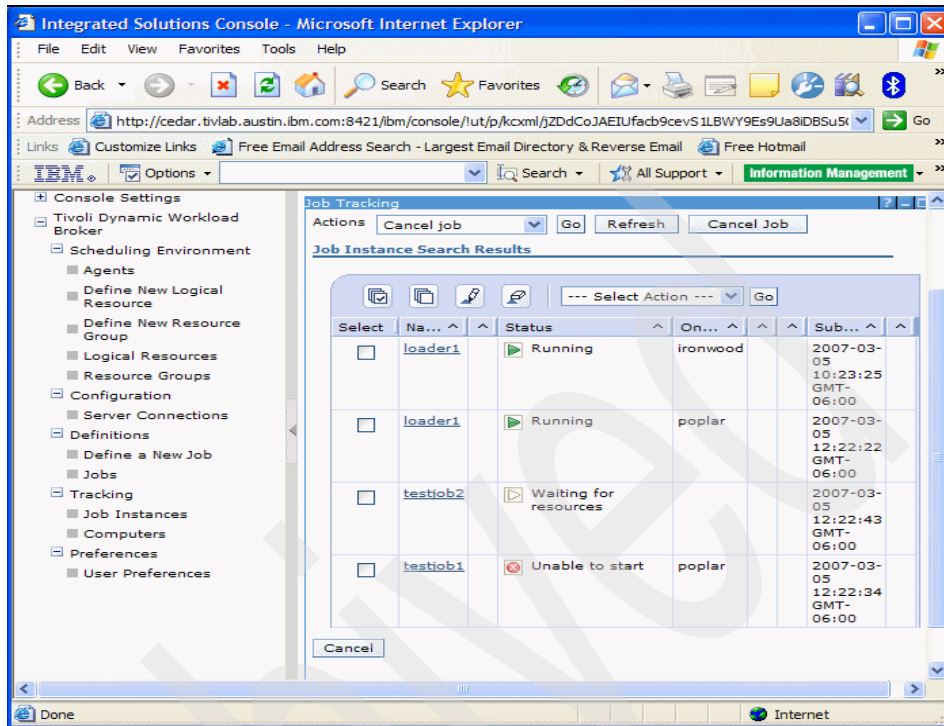 Integrated Solutions Console - Microsoft Internet Explorer
File Edit View Favorites Tools Help
Back Search Favorites
Address http://cedar.tivlab.austin.ibm.com:8421/ibm/console/!ut/p/kcxml/ Go
Links Customize Links Free Email Address Search - Largest Email Directory & Reverse Email Free Hotmail
IBM® Options Search All Support Information Management
Console Settings
Tivoli Dynamic Workload
Broker
Scheduling Environment
Agents
Define New Logical
Resource
Define New Resource
Group
Logical Resources
Resource Groups
Configuration
Server Connections
Definitions
Define a New Job
Jobs
Tracking
Job Instances
Computers
Preferences
User Preferences
Job Tracking
Actions Cancel job Go Refresh Cancel Job
Job Instance Search Results
--- Select Action --- Go
Select Na... Status On... Sub...
loader1 Running ironwood 2007-03-
05
10:23:25
GMT-
06:00
loader1 Running poplar 2007-03-
05
12:22:22
GMT-
06:00
testjob2 Waiting for 2007-03-
resources 05
12:22:43
GMT-
06:00
testjob1 Unable to start poplar 2007-03-
05
12:22:34
GMT-
06:00
Cancel
Done Internet